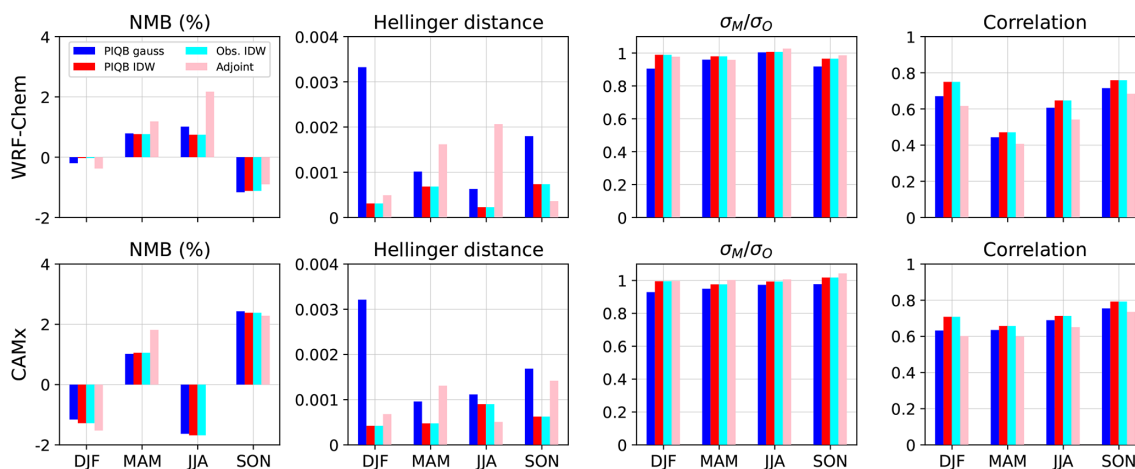 NMB (%) Hellinger distance σ_M/σ_O Correlation
4 0.004 1 1
PIQB gauss Obs. IDW
PIQB IDW Adjoint
2 0.003 0.8 0.8
WRF-Chem
0 0.002 0.6 0.6
0.4 0.4
0.001
0.2 0.2
-2 0 0 0
NMB (%) Hellinger distance σ_M/σ_O Correlation
4 0.004 1 1
2 0.003 0.8 0.8
CAMx
0 0.002 0.6 0.6
0.4 0.4
0.001
0.2 0.2
-2 0 0 0
DJF MAM JJA SON DJF MAM JJA SON DJF MAM JJA SON DJF MAM JJA SON